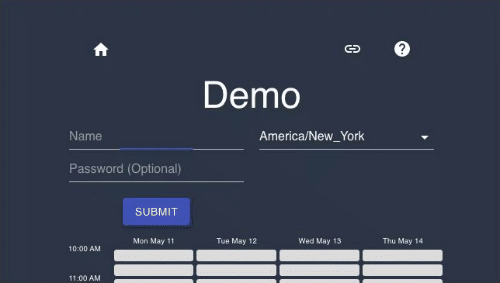 Demo
Name
America/New_York
Password (Optional)
SUBMIT
Mon May 11 Tue May 12 Wed May 13 Thu May 14
10:00 AM
11:00 AM